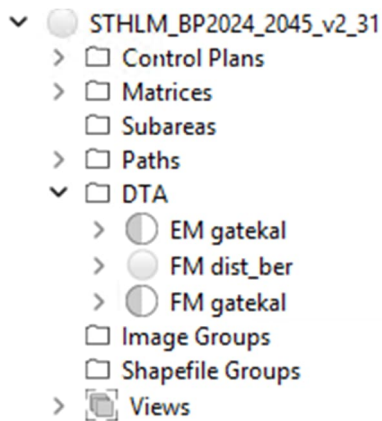 STHLM_BP2024_2045_v2_31
Control Plans
Matrices
Subareas
Paths
DTA
EM gatekal
FM dist_ber
FM gatekal
Image Groups
Shapefile Groups
Views